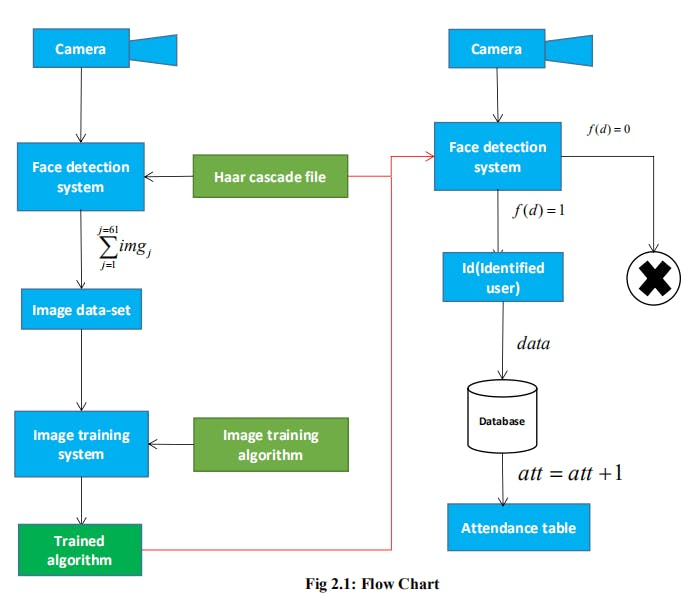 Camera
Face detection
system
Haar cascade file
j=61
∑ img_j
j=1
Image data-set
Image training
system
Image training
algorithm
Trained
algorithm
Camera
Face detection
system
f(d)=0
f(d)=1
Id(Identified
user)
data
Database
att = att +1
Attendance table
Fig 2.1: Flow Chart